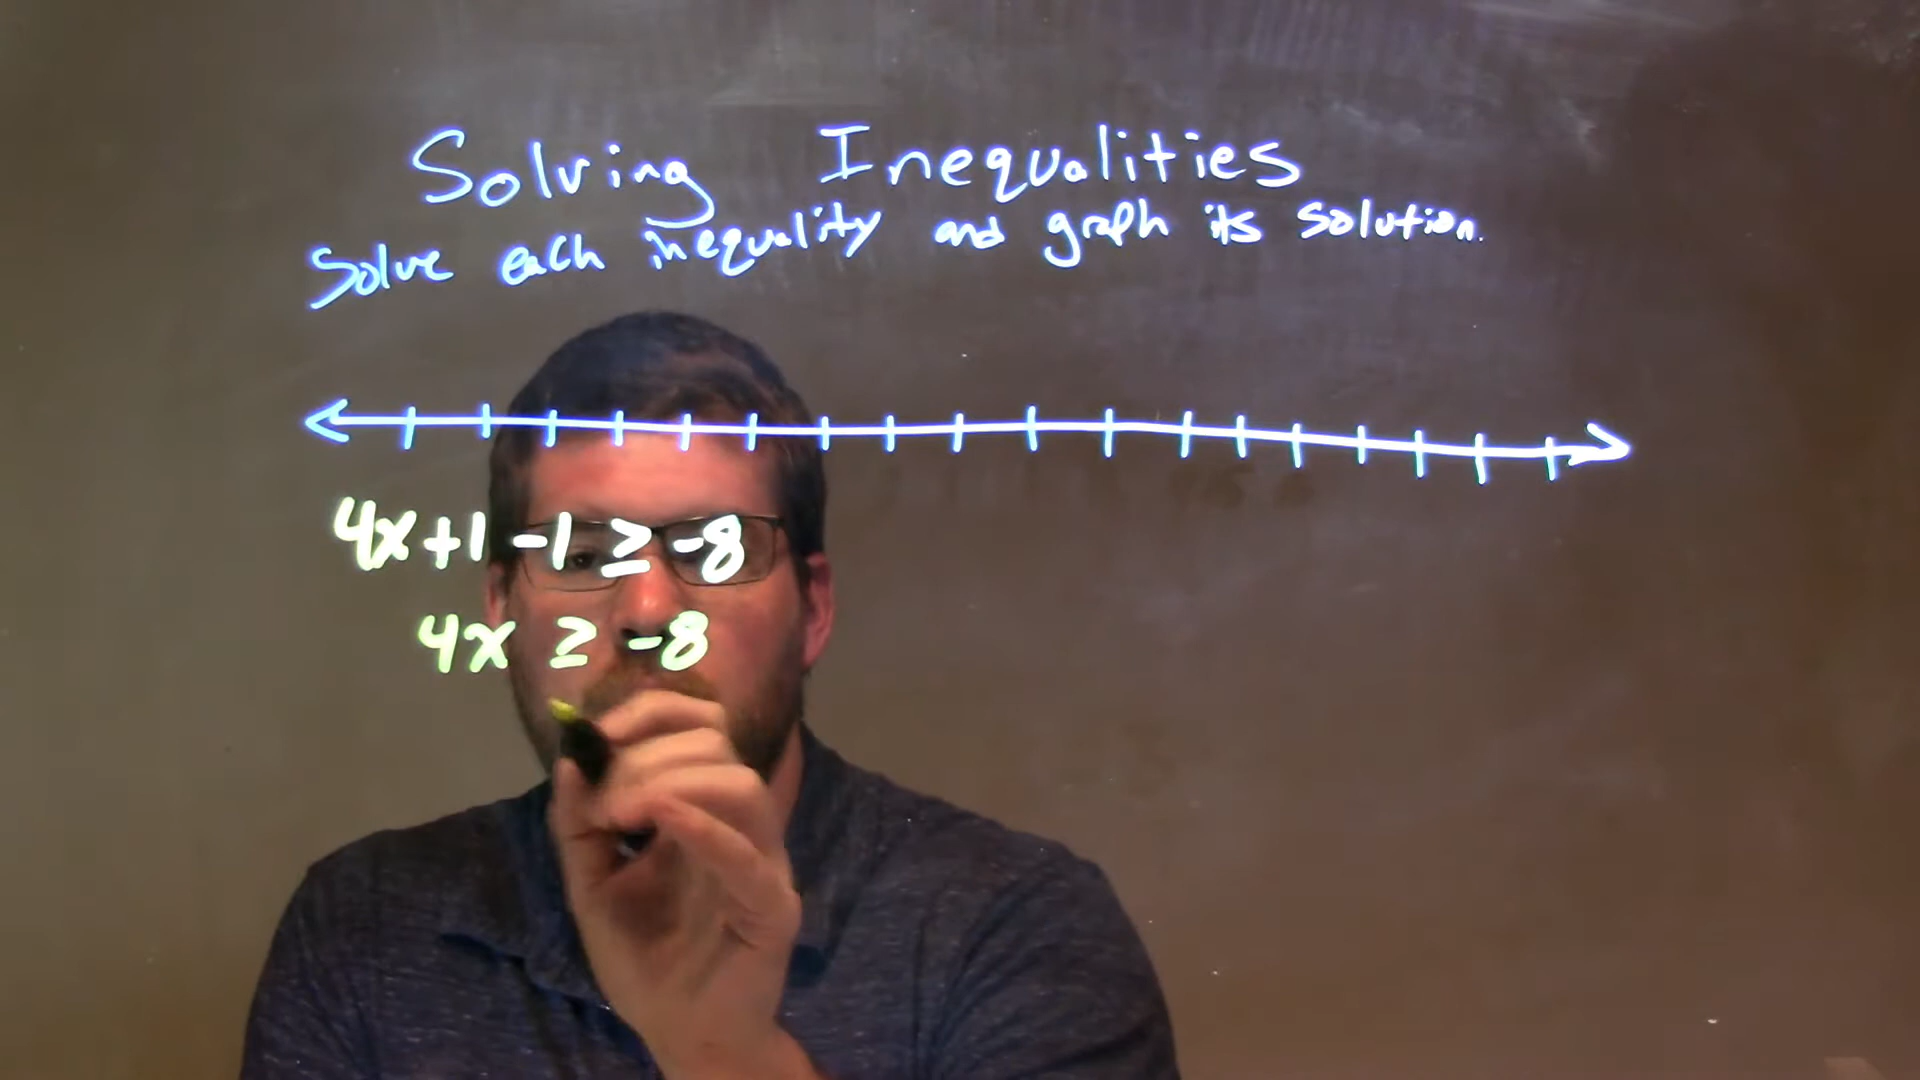 Solving Inequalities
Solve each inequality and graph its solution.
4x+1 -1 ≥ -8
4x ≥ -8